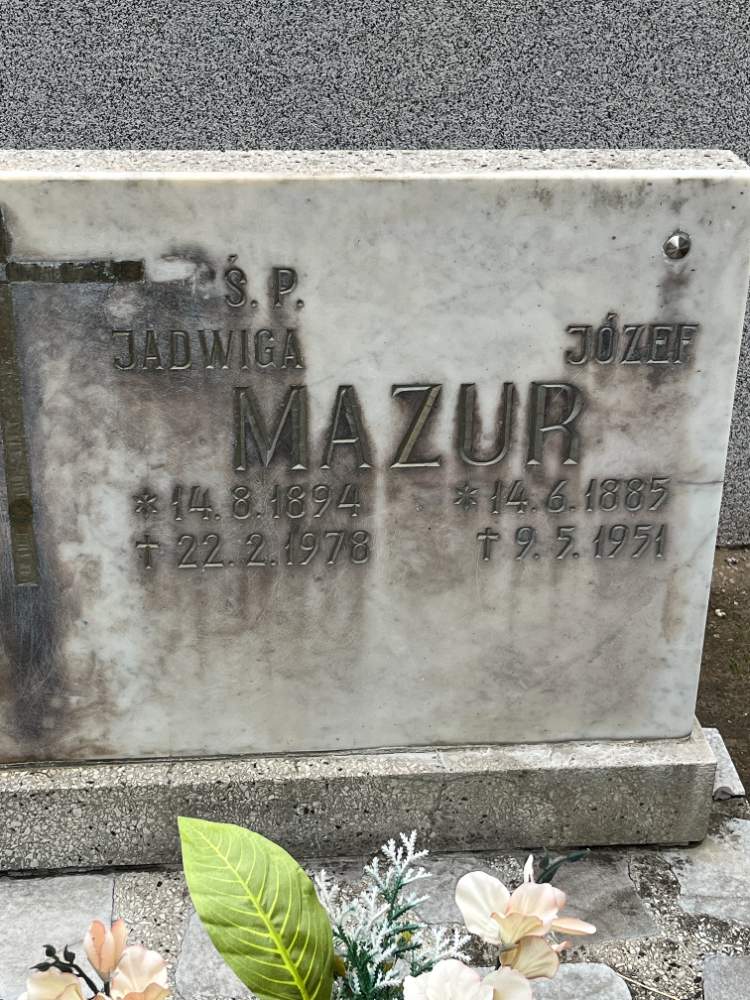 Ś. P.
JADWIGA JÓZEF
MAZUR
* 14. 8. 1894 * 14. 6. 1885
† 22. 2. 1978 † 9. 5. 1951